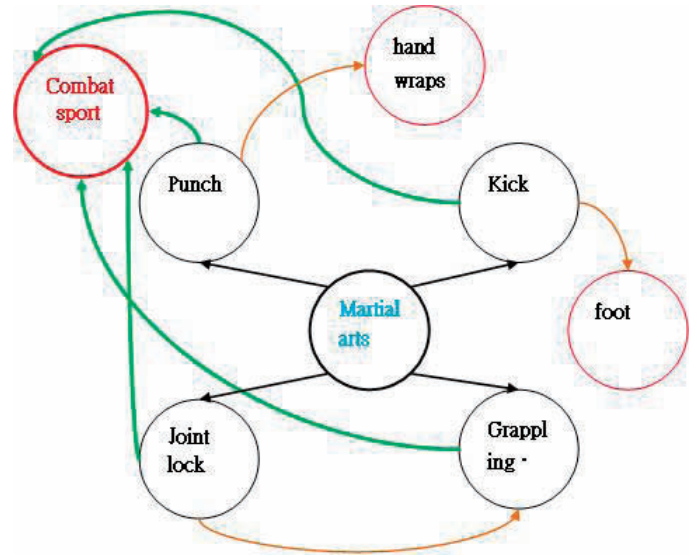 hand
wraps
Combat
sport
Punch
Kick
Martial
arts
foot
Joint
lock
Grappl
ing ·